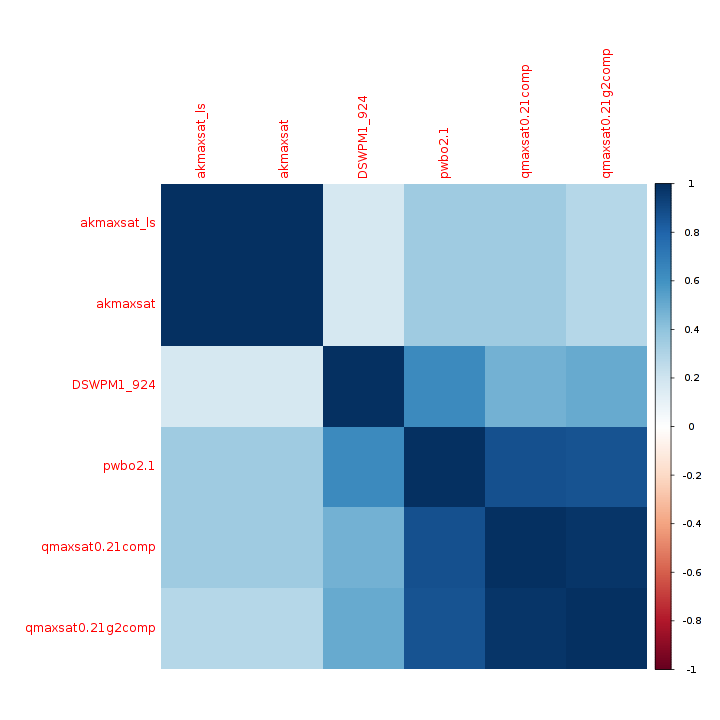 akmaxsat_ls
akmaxsat
DSWPM1_924
pwbo2.1
qmaxsat0.21comp
qmaxsat0.21g2comp
akmaxsat_ls
akmaxsat
DSWPM1_924
pwbo2.1
qmaxsat0.21comp
qmaxsat0.21g2comp
1
0.8
0.6
0.4
0.2
0
-0.2
-0.4
-0.6
-0.8
-1